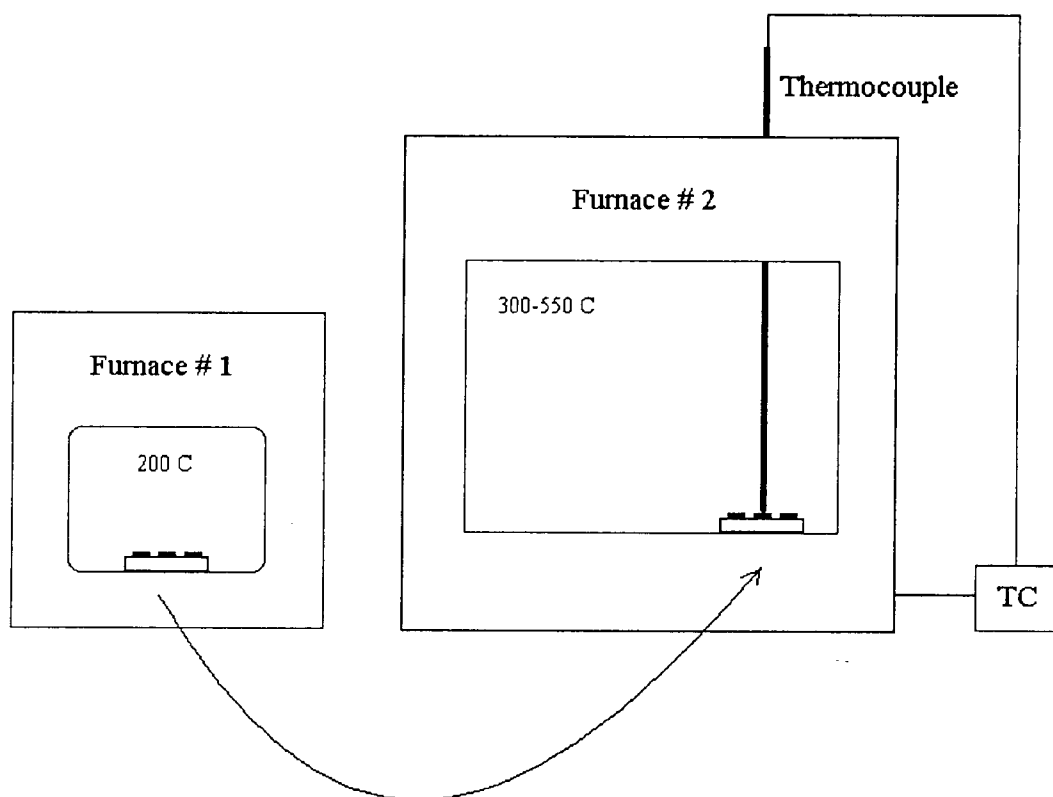 Thermocouple
Furnace # 2
300-550 C
Furnace # 1
200 C
TC